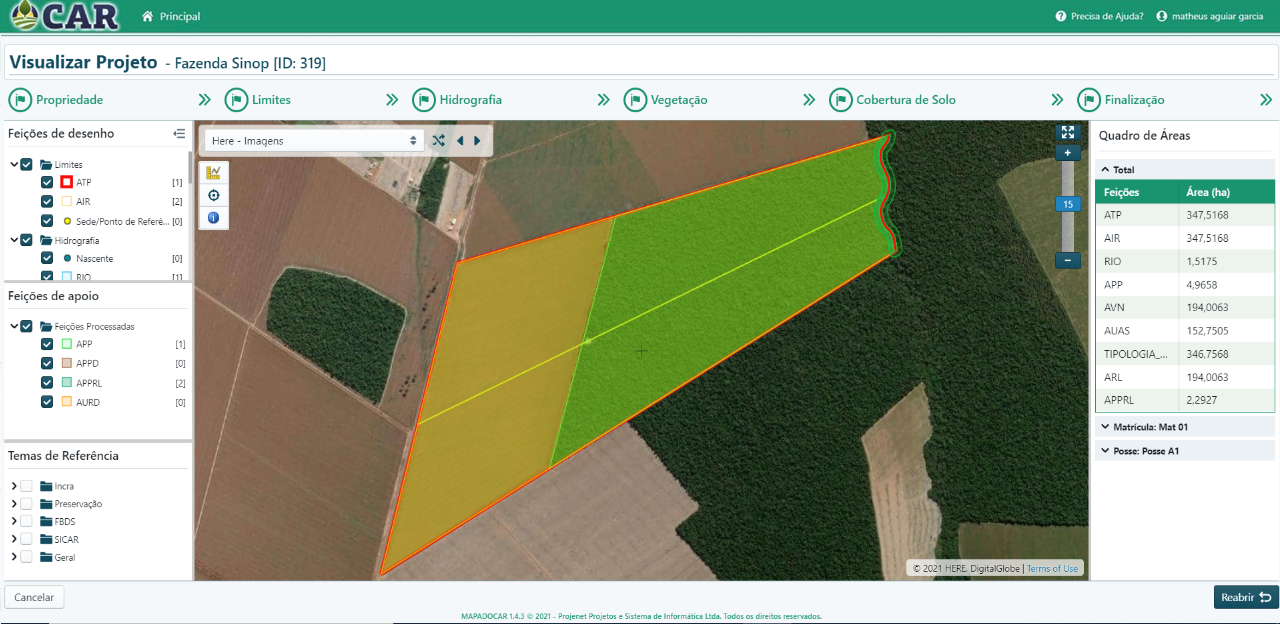 CAR
Principal
Precisa de Ajuda?
matheus aguiar garcia
Visualizar Projeto - Fazenda Sinop [ID: 319]
Propriedade
Limites
Hidrografia
Vegetação
Cobertura de Solo
Finalização
Feições de desenho
Limites
ATP [1]
AIR [2]
Sede/Ponto de Referê... [0]
Hidrografia
Nascente [0]
RIO [1]
Feições de apoio
Feições Processadas
APP [1]
APPD [0]
APPRL [2]
AURD [0]
Temas de Referência
Incra
Preservação
FBDS
SICAR
Geral
Here - Imagens
+
15
−
© 2021 HERE, DigitalGlobe | Terms of Use
Quadro de Áreas
Total
Feições Área (ha)
ATP 347,5168
AIR 347,5168
RIO 1,5175
APP 4,9658
AVN 194,0063
AUAS 152,7505
TIPOLOGIA_... 346,7568
ARL 194,0063
APPRL 2,2927
Matrícula: Mat 01
Posse: Posse A1
Cancelar
Reabrir
MAPADOCAR 1.4.3 © 2021 - Projenet Projetos e Sistema de Informática Ltda. Todos os direitos reservados.